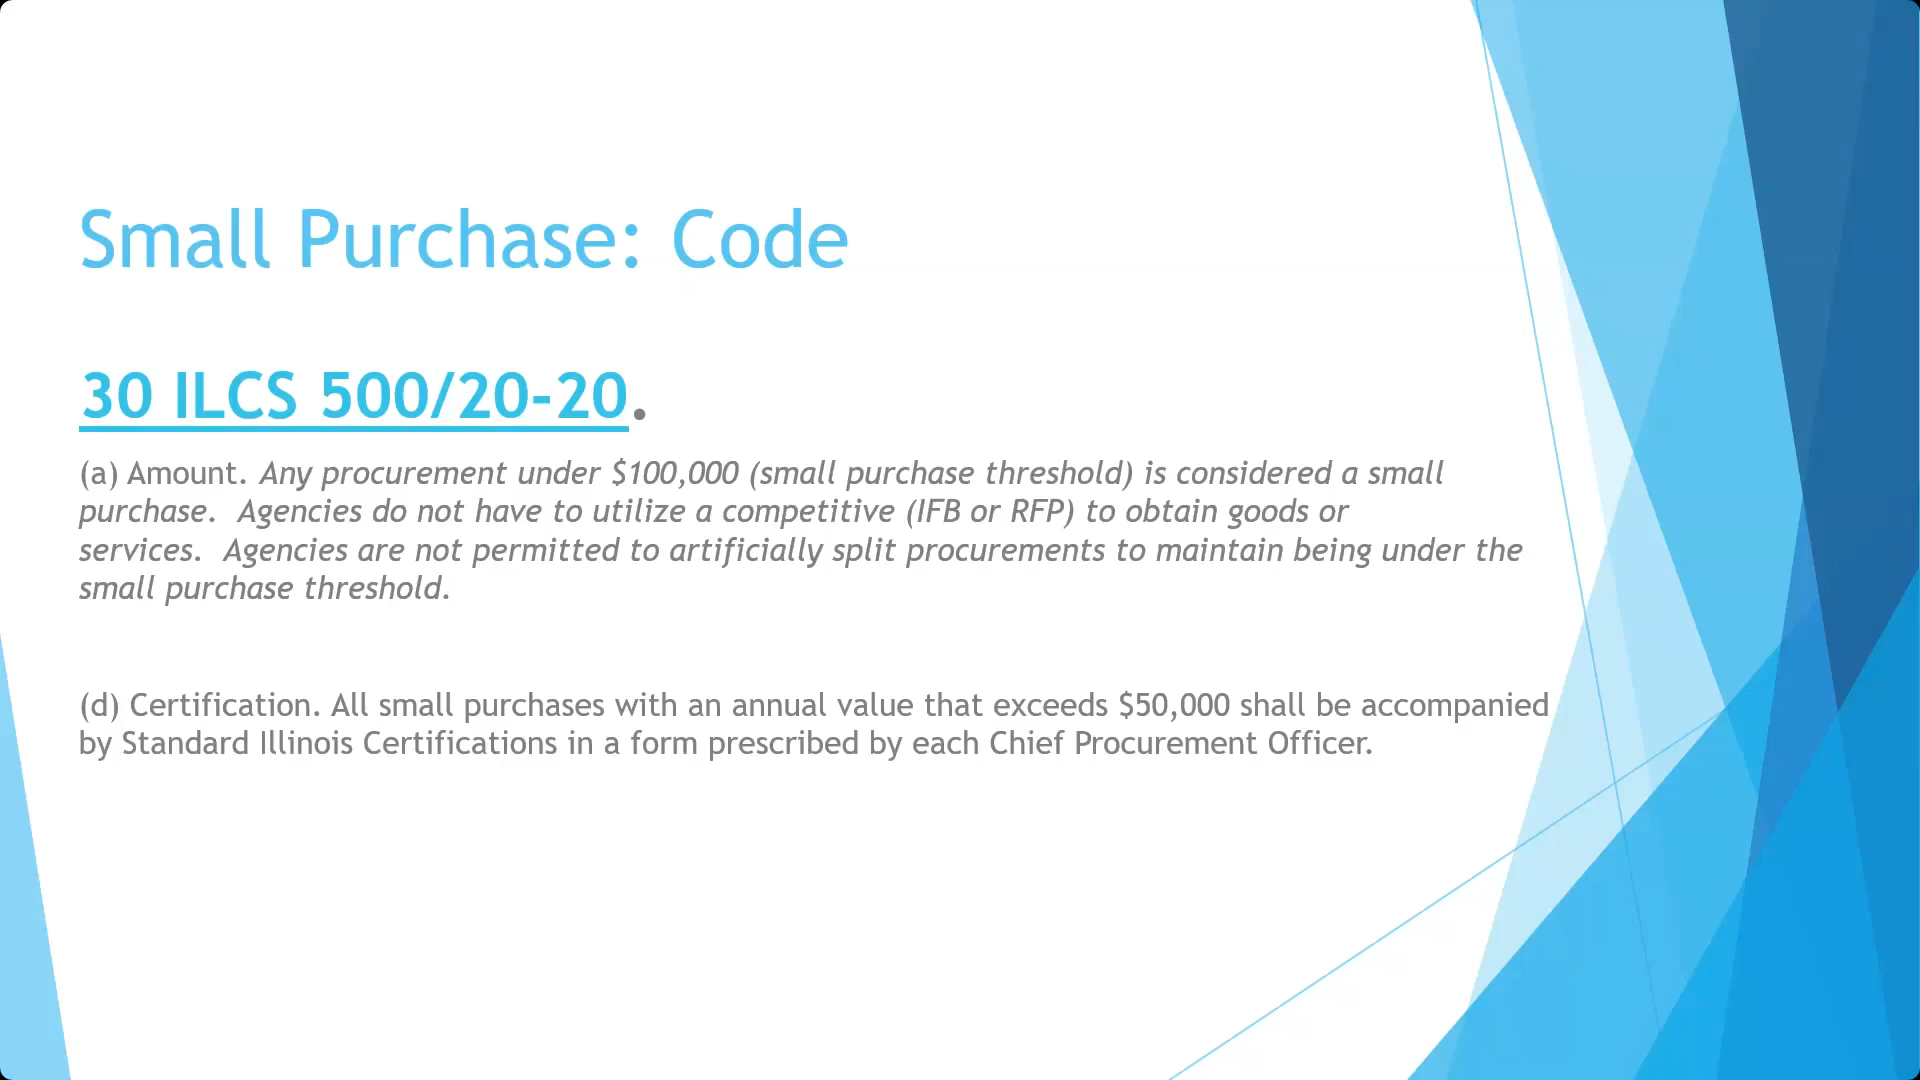 Small Purchase: Code
30 ILCS 500/20-20.
(a) Amount. Any procurement under $100,000 (small purchase threshold) is considered a small
purchase.  Agencies do not have to utilize a competitive (IFB or RFP) to obtain goods or
services.  Agencies are not permitted to artificially split procurements to maintain being under the
small purchase threshold.
(d) Certification. All small purchases with an annual value that exceeds $50,000 shall be accompanied
by Standard Illinois Certifications in a form prescribed by each Chief Procurement Officer.